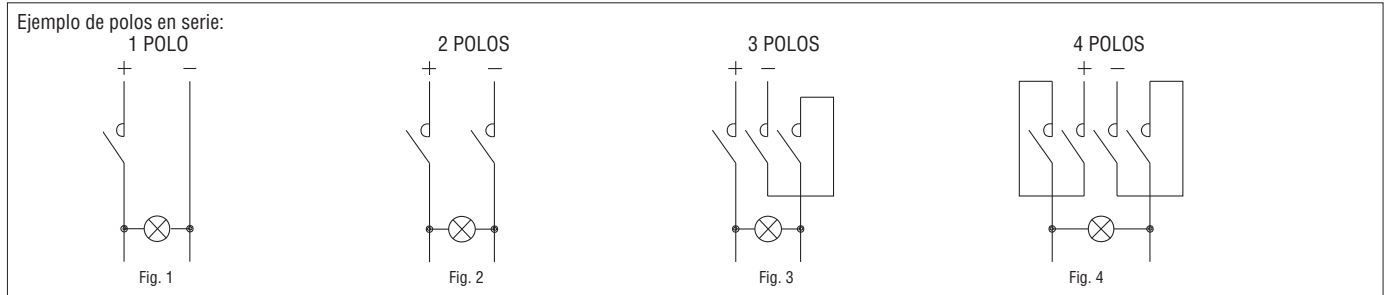 Ejemplo de polos en serie:
1 POLO
2 POLOS
3 POLOS
4 POLOS
+ –
+ –
+ –
+ –
Fig. 1
Fig. 2
Fig. 3
Fig. 4